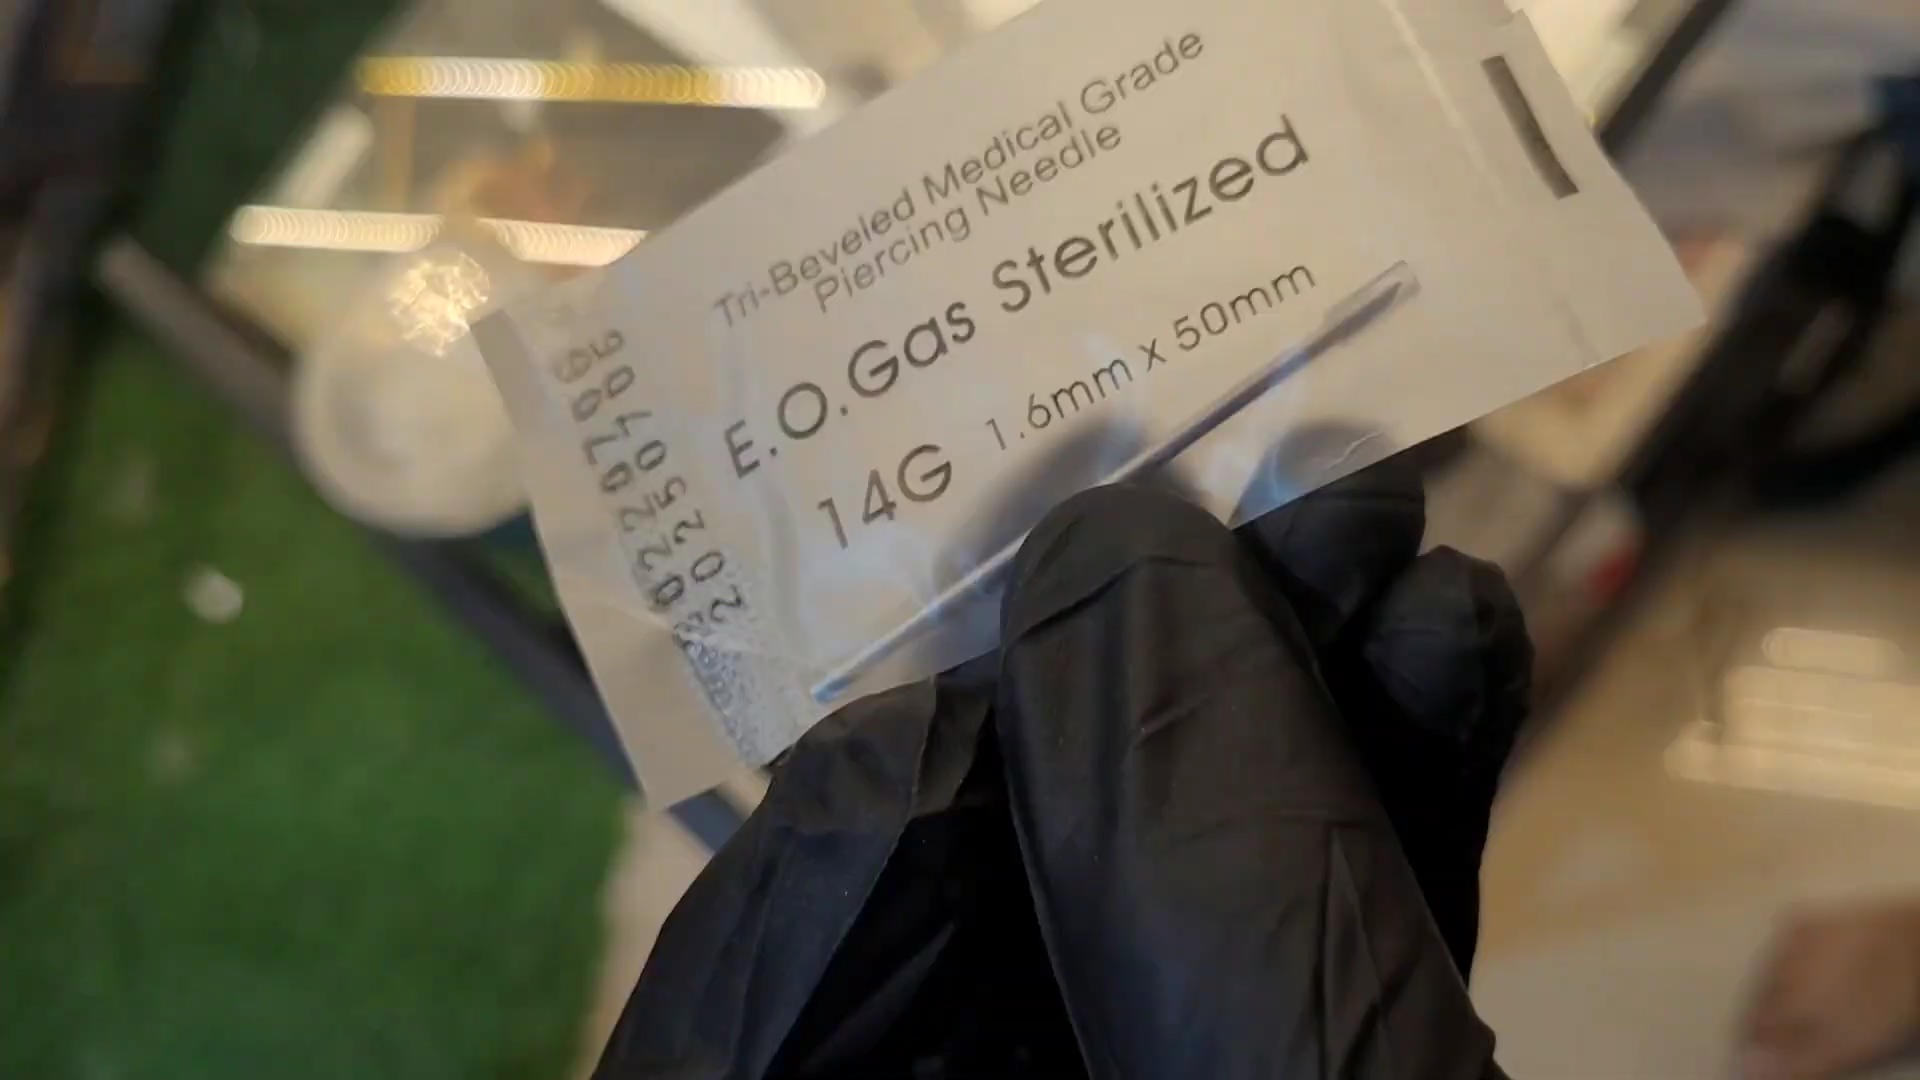 Tri-Beveled Medical Grade
Piercing Needle
E.O.Gas Sterilized
14G 1.6mm x 50mm
20220706
20250705